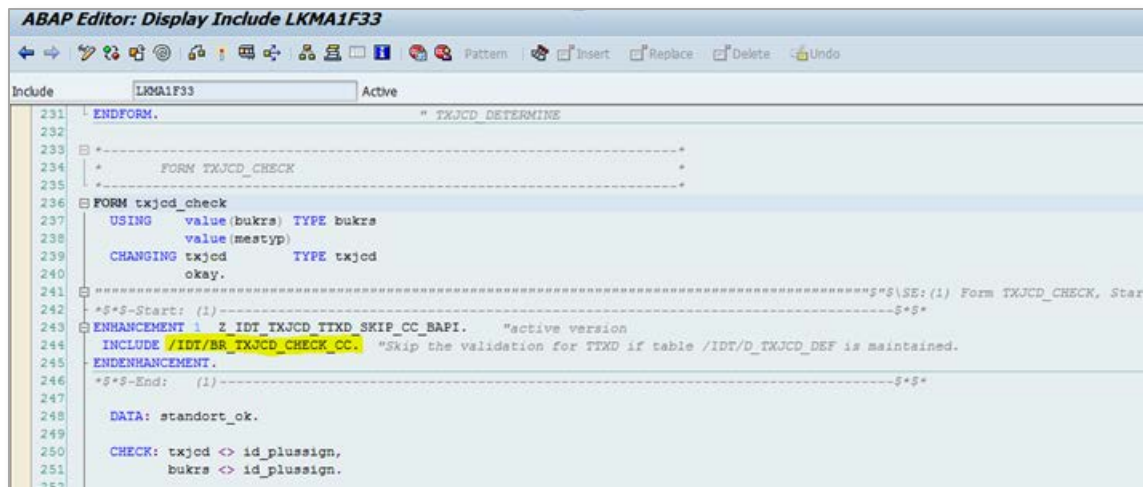 ABAP Editor: Display Include LKMA1F33
Pattern Insert Replace Delete Undo
Include LKMA1F33 Active
231 ENDFORM. " TXJCD_DETERMINE
232
233 *---------------------------------------------------------------------*
234 * FORM TXJCD_CHECK *
235 *---------------------------------------------------------------------*
236 FORM txjcd_check
237 USING value(bukrs) TYPE bukrs
238 value(mestyp)
239 CHANGING txjcd TYPE txjcd
240 okay.
241 """"""""""""""""""""""""""""""""""""""""""""""""""""""""""""""""""""""""""""""$"$\SE:(1) Form TXJCD_CHECK, Star
242 *$*$-Start: (1)---------------------------------------------------------------------------$*$*
243 ENHANCEMENT 1 Z_IDT_TXJCD_TTXD_SKIP_CC_BAPI. "active version
244 INCLUDE /IDT/BR_TXJCD_CHECK_CC. "Skip the validation for TTXD if table /IDT/D_TXJCD_DEF is maintained.
245 ENDENHANCEMENT.
246 *$*$-End: (1)---------------------------------------------------------------------------$*$*
247
248 DATA: standort_ok.
249
250 CHECK: txjcd <> id_plussign,
251 bukrs <> id_plussign.
252